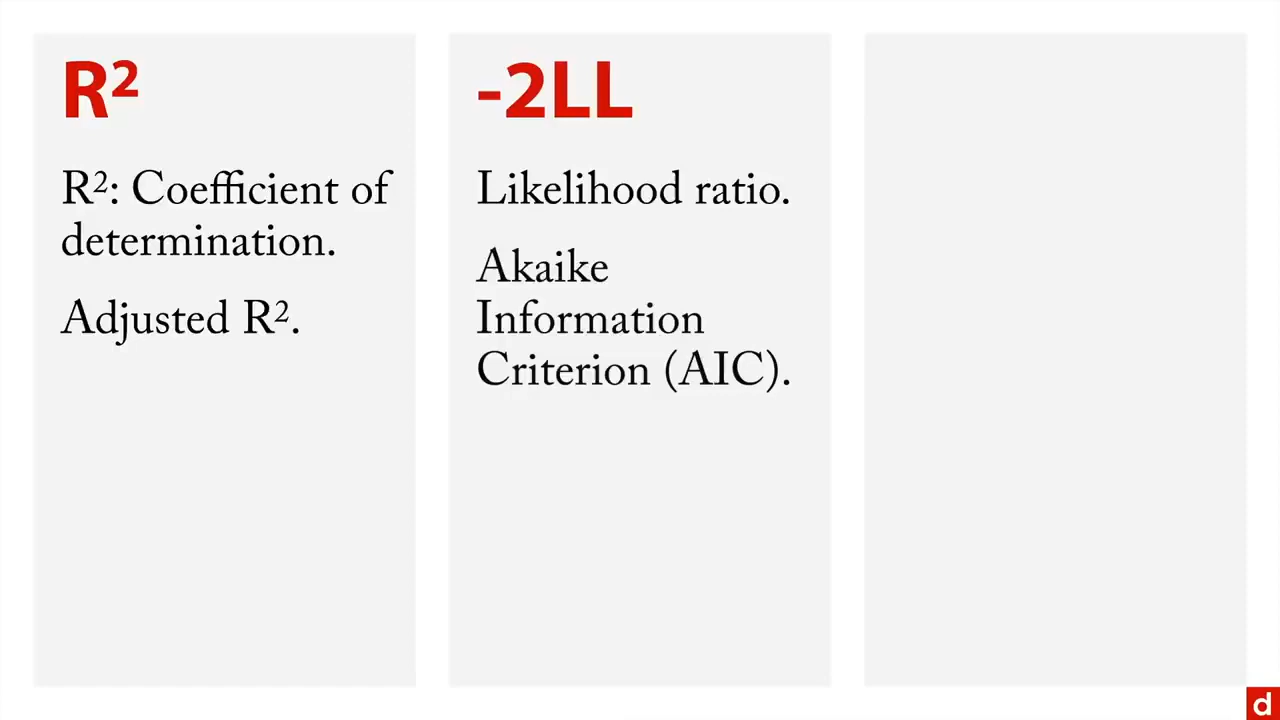 R²
R²: Coefficient of
determination.
Adjusted R².
-2LL
Likelihood ratio.
Akaike
Information
Criterion (AIC).
d